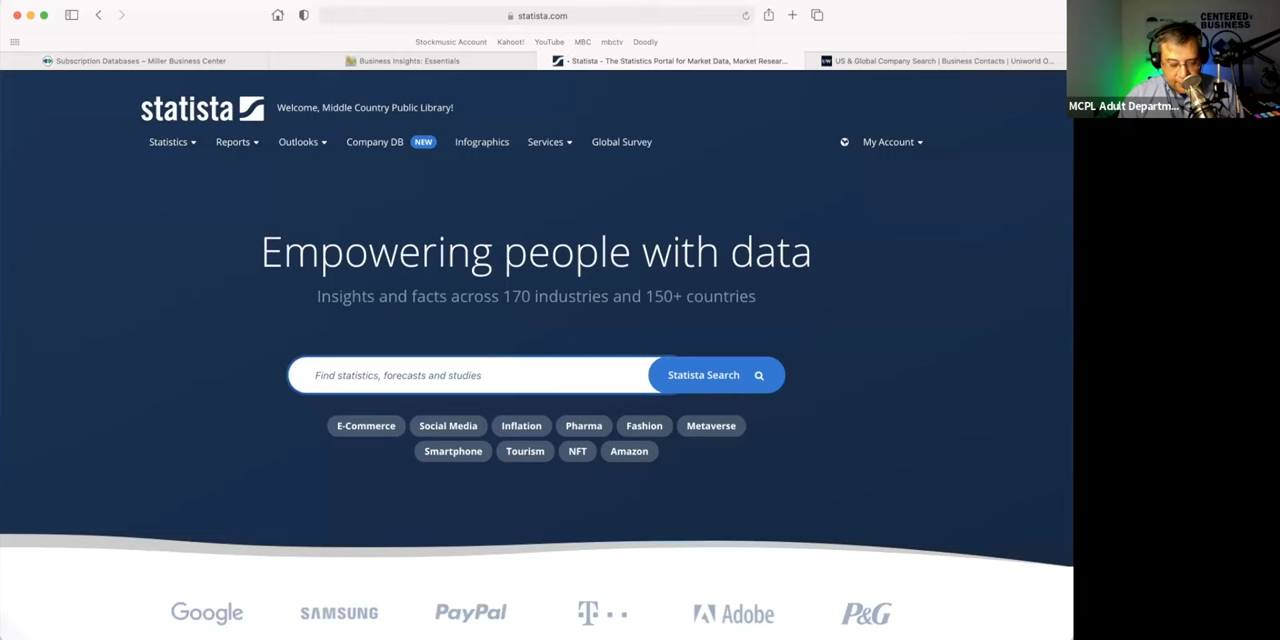 statista.com
Stockmusic Account Kahoot! YouTube MBC mbctv Doodly
Subscription Databases – Miller Business Center
Business Insights: Essentials
Statista - The Statistics Portal for Market Data, Market Resear...
US & Global Company Search | Business Contacts | Uniworld O...
CENTERED
BUSINESS
MCPL Adult Departm...
statista
Welcome, Middle Country Public Library!
Statistics Reports Outlooks Company DB NEW Infographics Services Global Survey
My Account
Empowering people with data
Insights and facts across 170 industries and 150+ countries
Find statistics, forecasts and studies
Statista Search
E-Commerce Social Media Inflation Pharma Fashion Metaverse
Smartphone Tourism NFT Amazon
Google SAMSUNG PayPal T Adobe P&G